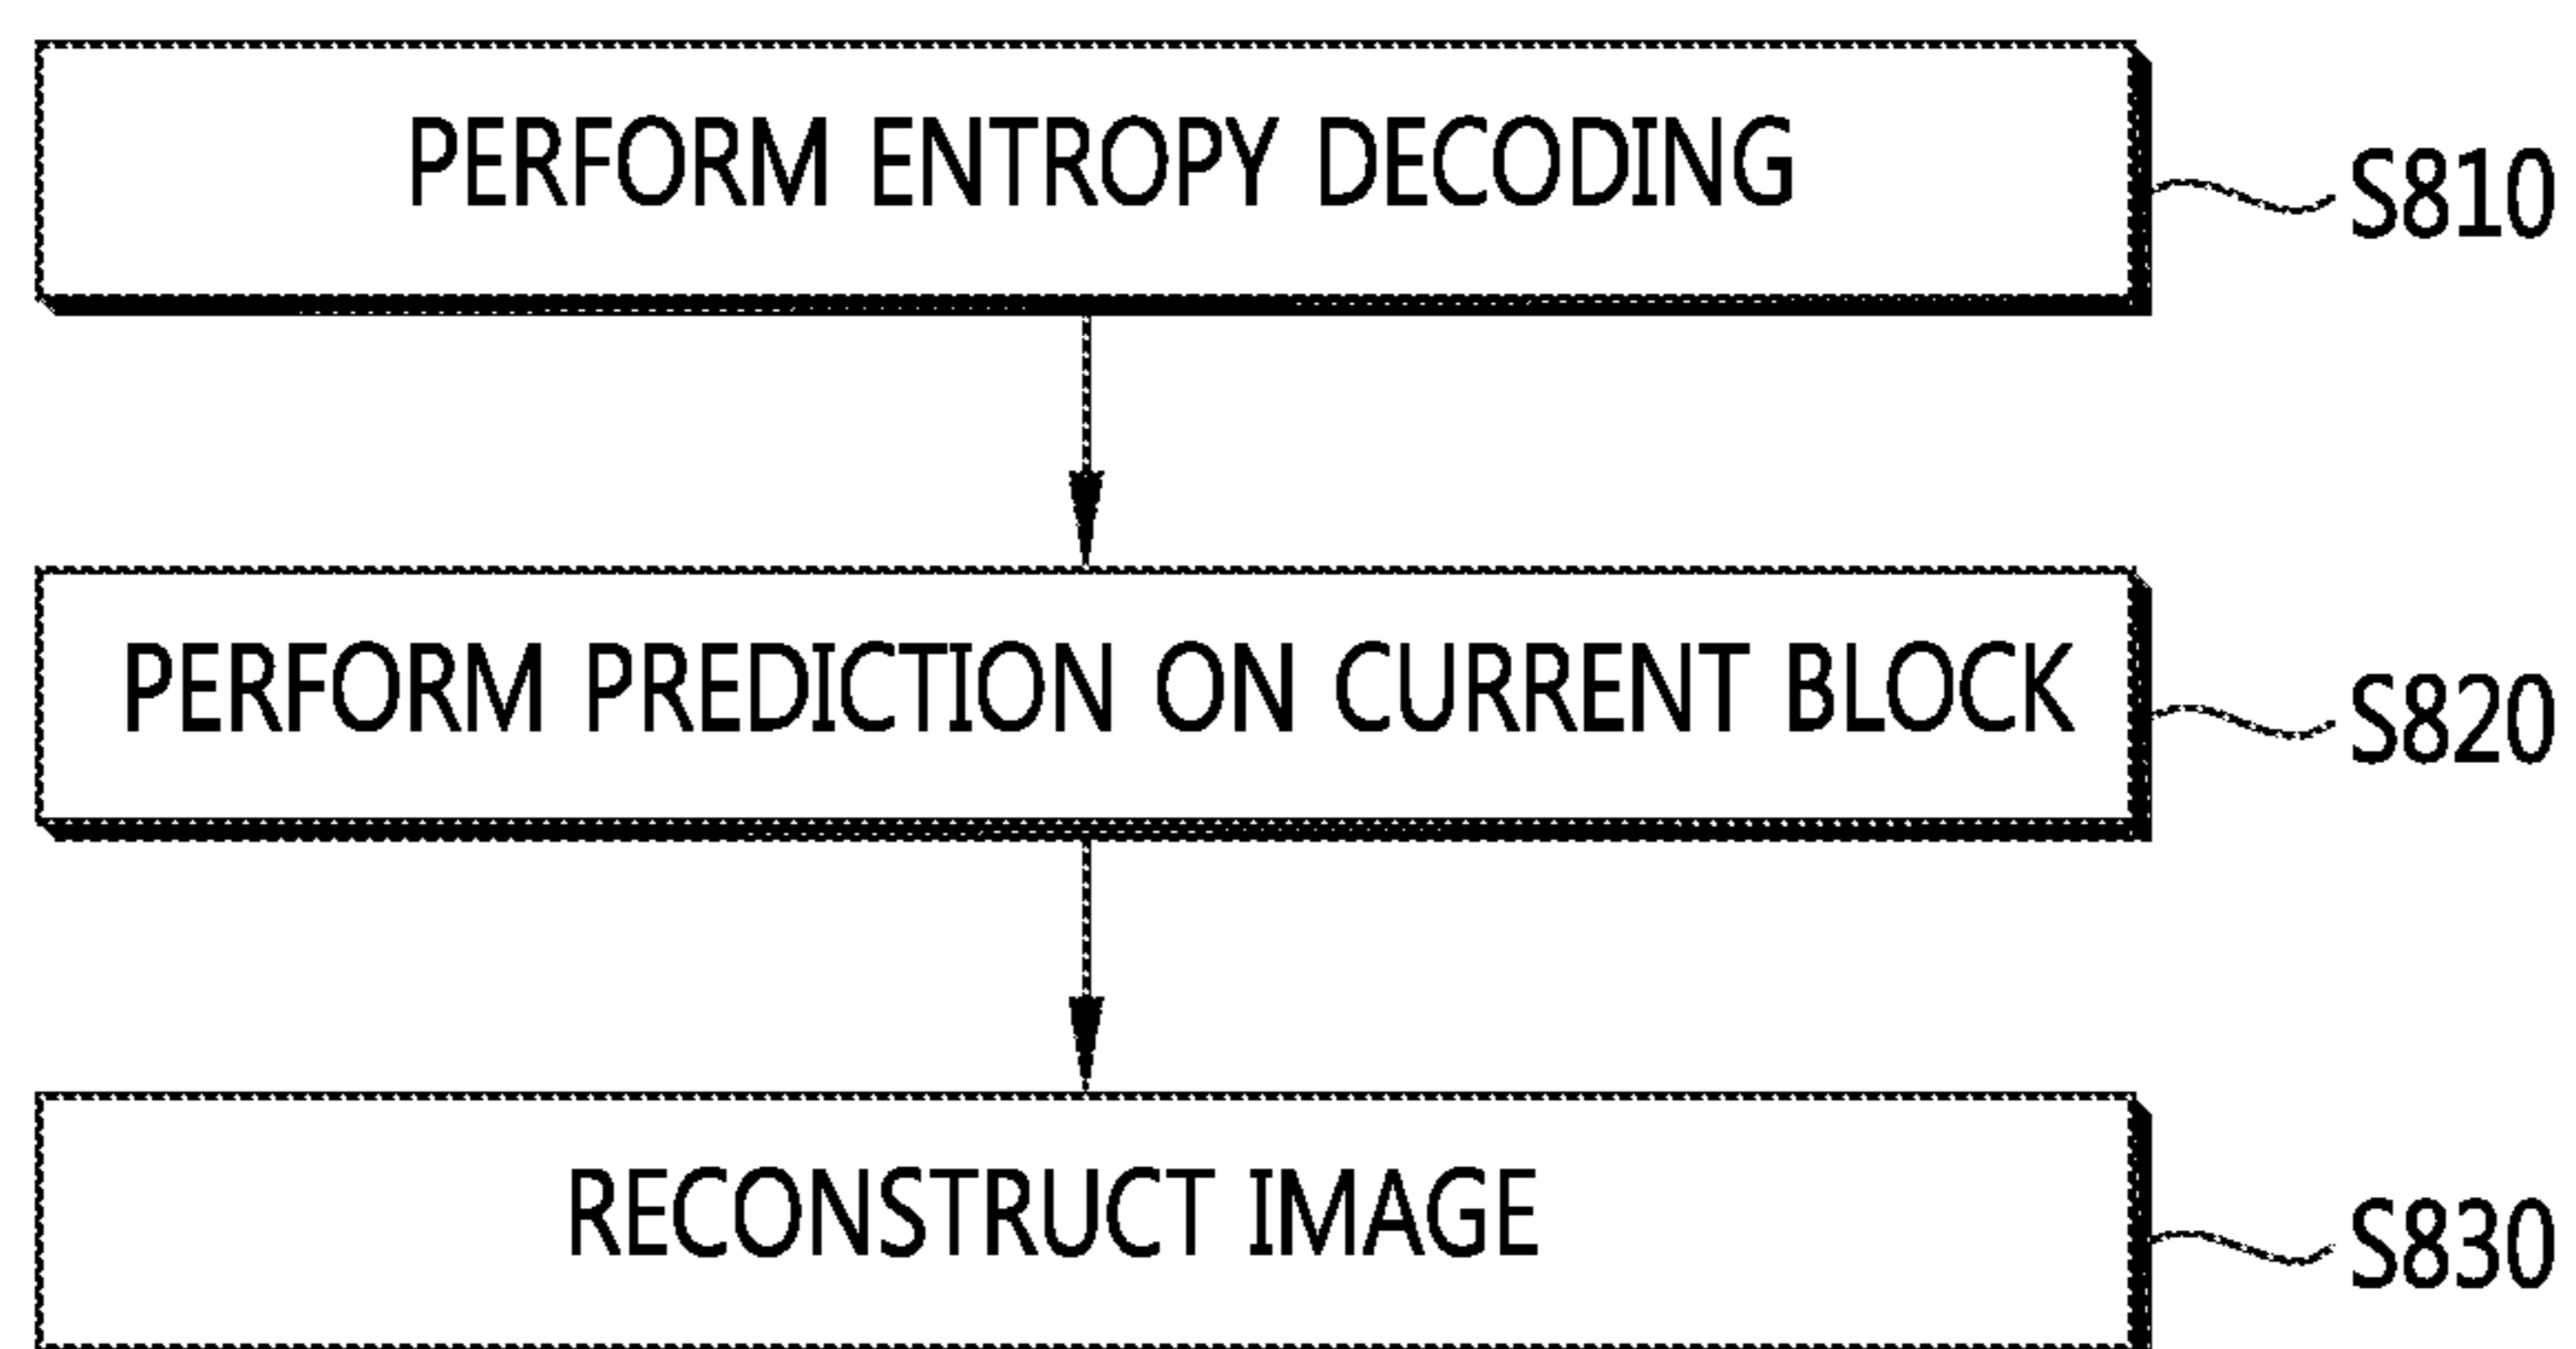 PERFORM ENTROPY DECODING
S810
PERFORM PREDICTION ON CURRENT BLOCK
S820
RECONSTRUCT IMAGE
S830